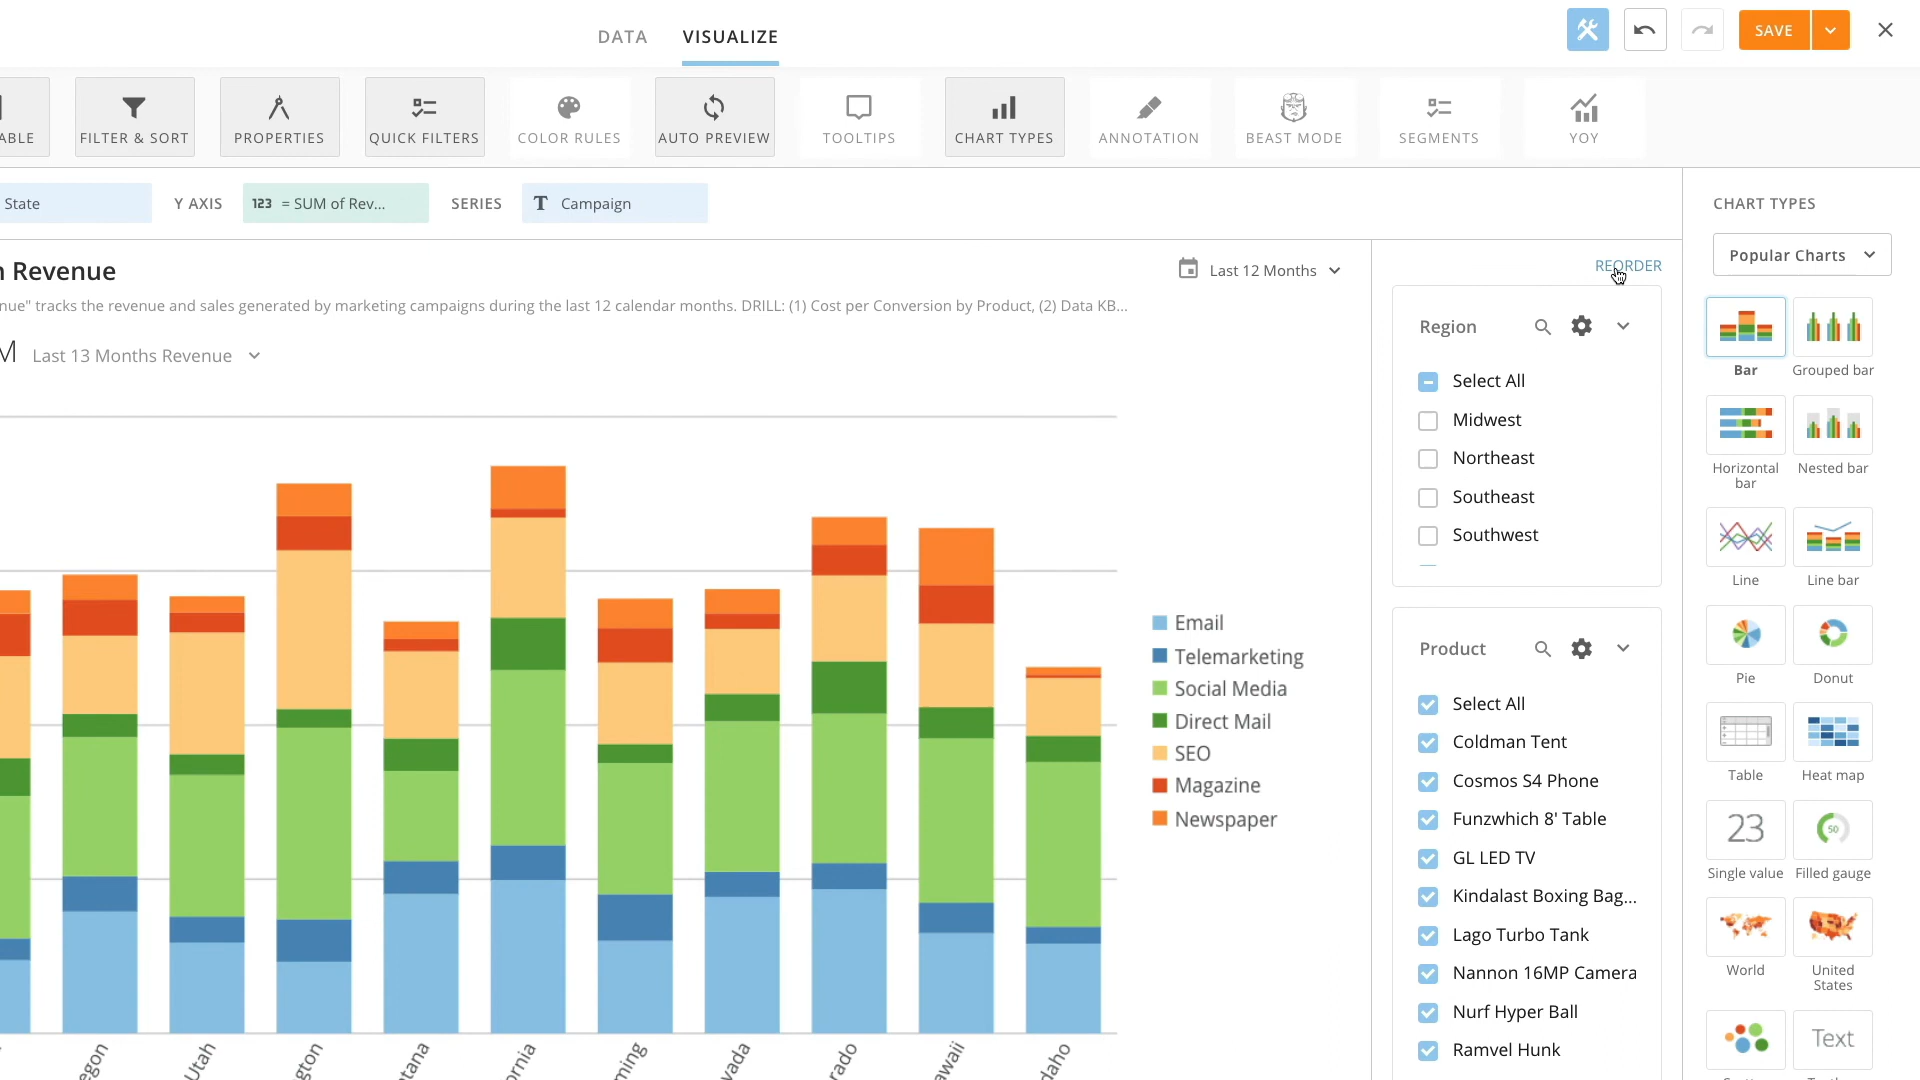 DATA
VISUALIZE
SAVE
ABLE
FILTER & SORT
PROPERTIES
QUICK FILTERS
COLOR RULES
AUTO PREVIEW
TOOLTIPS
CHART TYPES
ANNOTATION
BEAST MODE
SEGMENTS
YOY
State
Y AXIS
123 = SUM of Rev...
SERIES
T Campaign
n Revenue
Last 12 Months
nue" tracks the revenue and sales generated by marketing campaigns during the last 12 calendar months. DRILL: (1) Cost per Conversion by Product, (2) Data KB...
M Last 13 Months Revenue
Email
Telemarketing
Social Media
Direct Mail
SEO
Magazine
Newspaper
egon
Utah
gton
tana
ornia
ming
vada
rado
awaii
daho
REORDER
Region
Select All
Midwest
Northeast
Southeast
Southwest
Product
Select All
Coldman Tent
Cosmos S4 Phone
Funzwhich 8' Table
GL LED TV
Kindalast Boxing Bag...
Lago Turbo Tank
Nannon 16MP Camera
Nurf Hyper Ball
Ramvel Hunk
CHART TYPES
Popular Charts
Bar
Grouped bar
Horizontal
bar
Nested bar
Line
Line bar
Pie
Donut
Table
Heat map
23
Single value
50
Filled gauge
World
United
States
Text